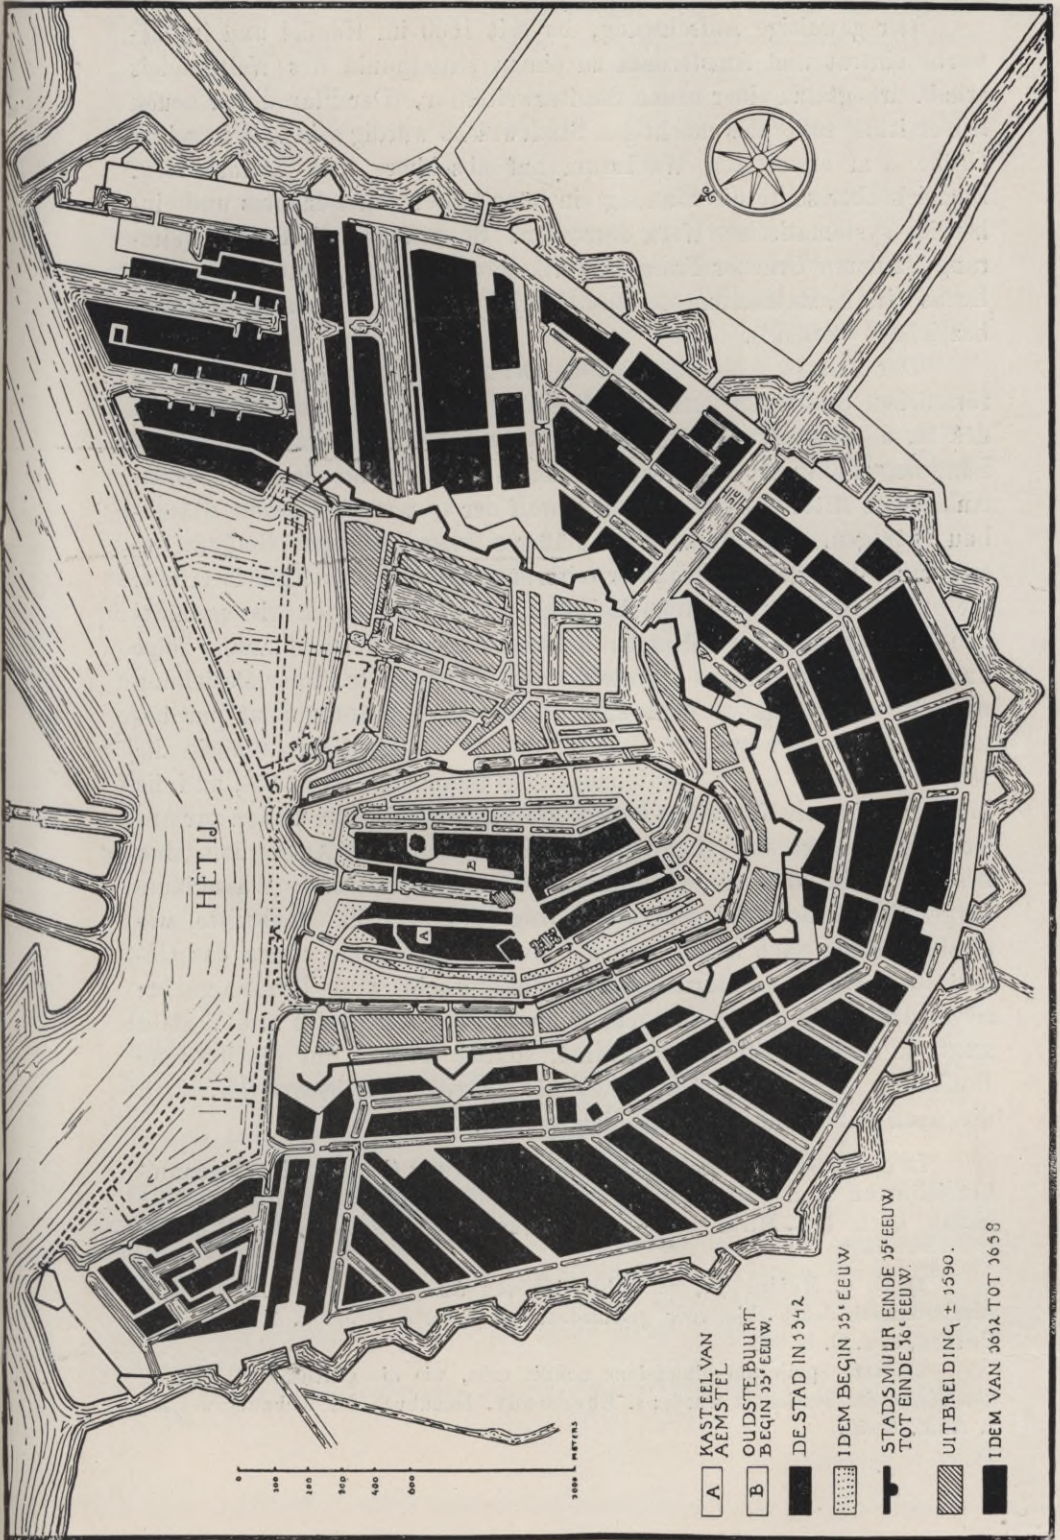 HET IJ
A
B
0
100
200
300
400
500
1000 METERS
A KASTEEL VAN
AEMSTEL
B OUDSTE BUURT
BEGIN 13e EEUW.
DE STAD IN 1342
IDEM BEGIN 15e EEUW
STADSMUUR EINDE 15e EEUW
TOT EINDE 16e EEUW.
UITBREIDING ± 1590.
IDEM VAN 1612 TOT 1658